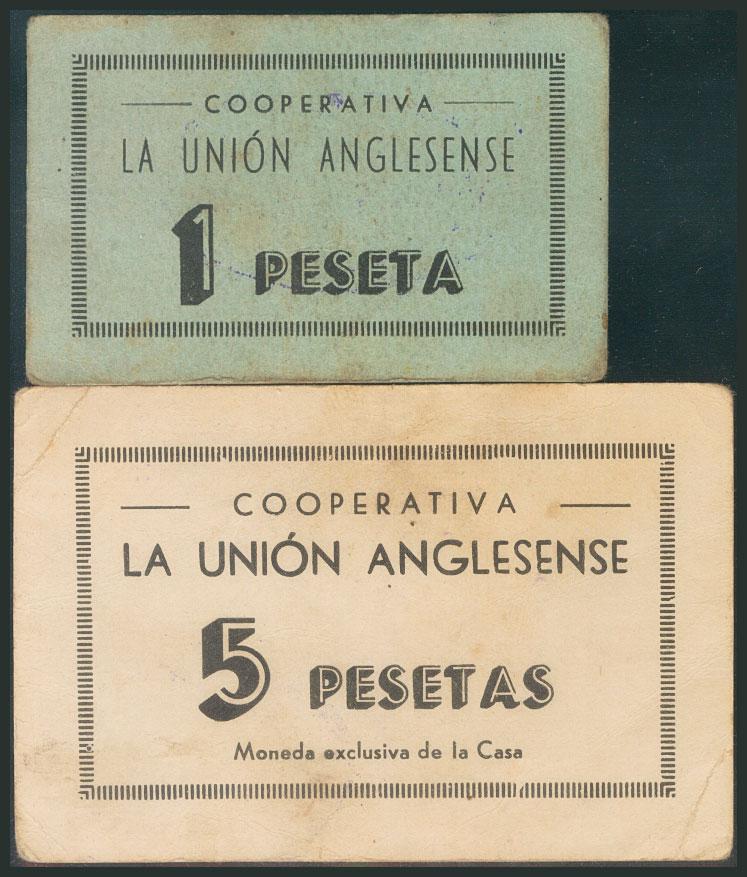 COOPERATIVA
LA UNIÓN ANGLESENSE
1 PESETA
COOPERATIVA
LA UNIÓN ANGLESENSE
5 PESETAS
Moneda exclusiva de la Casa